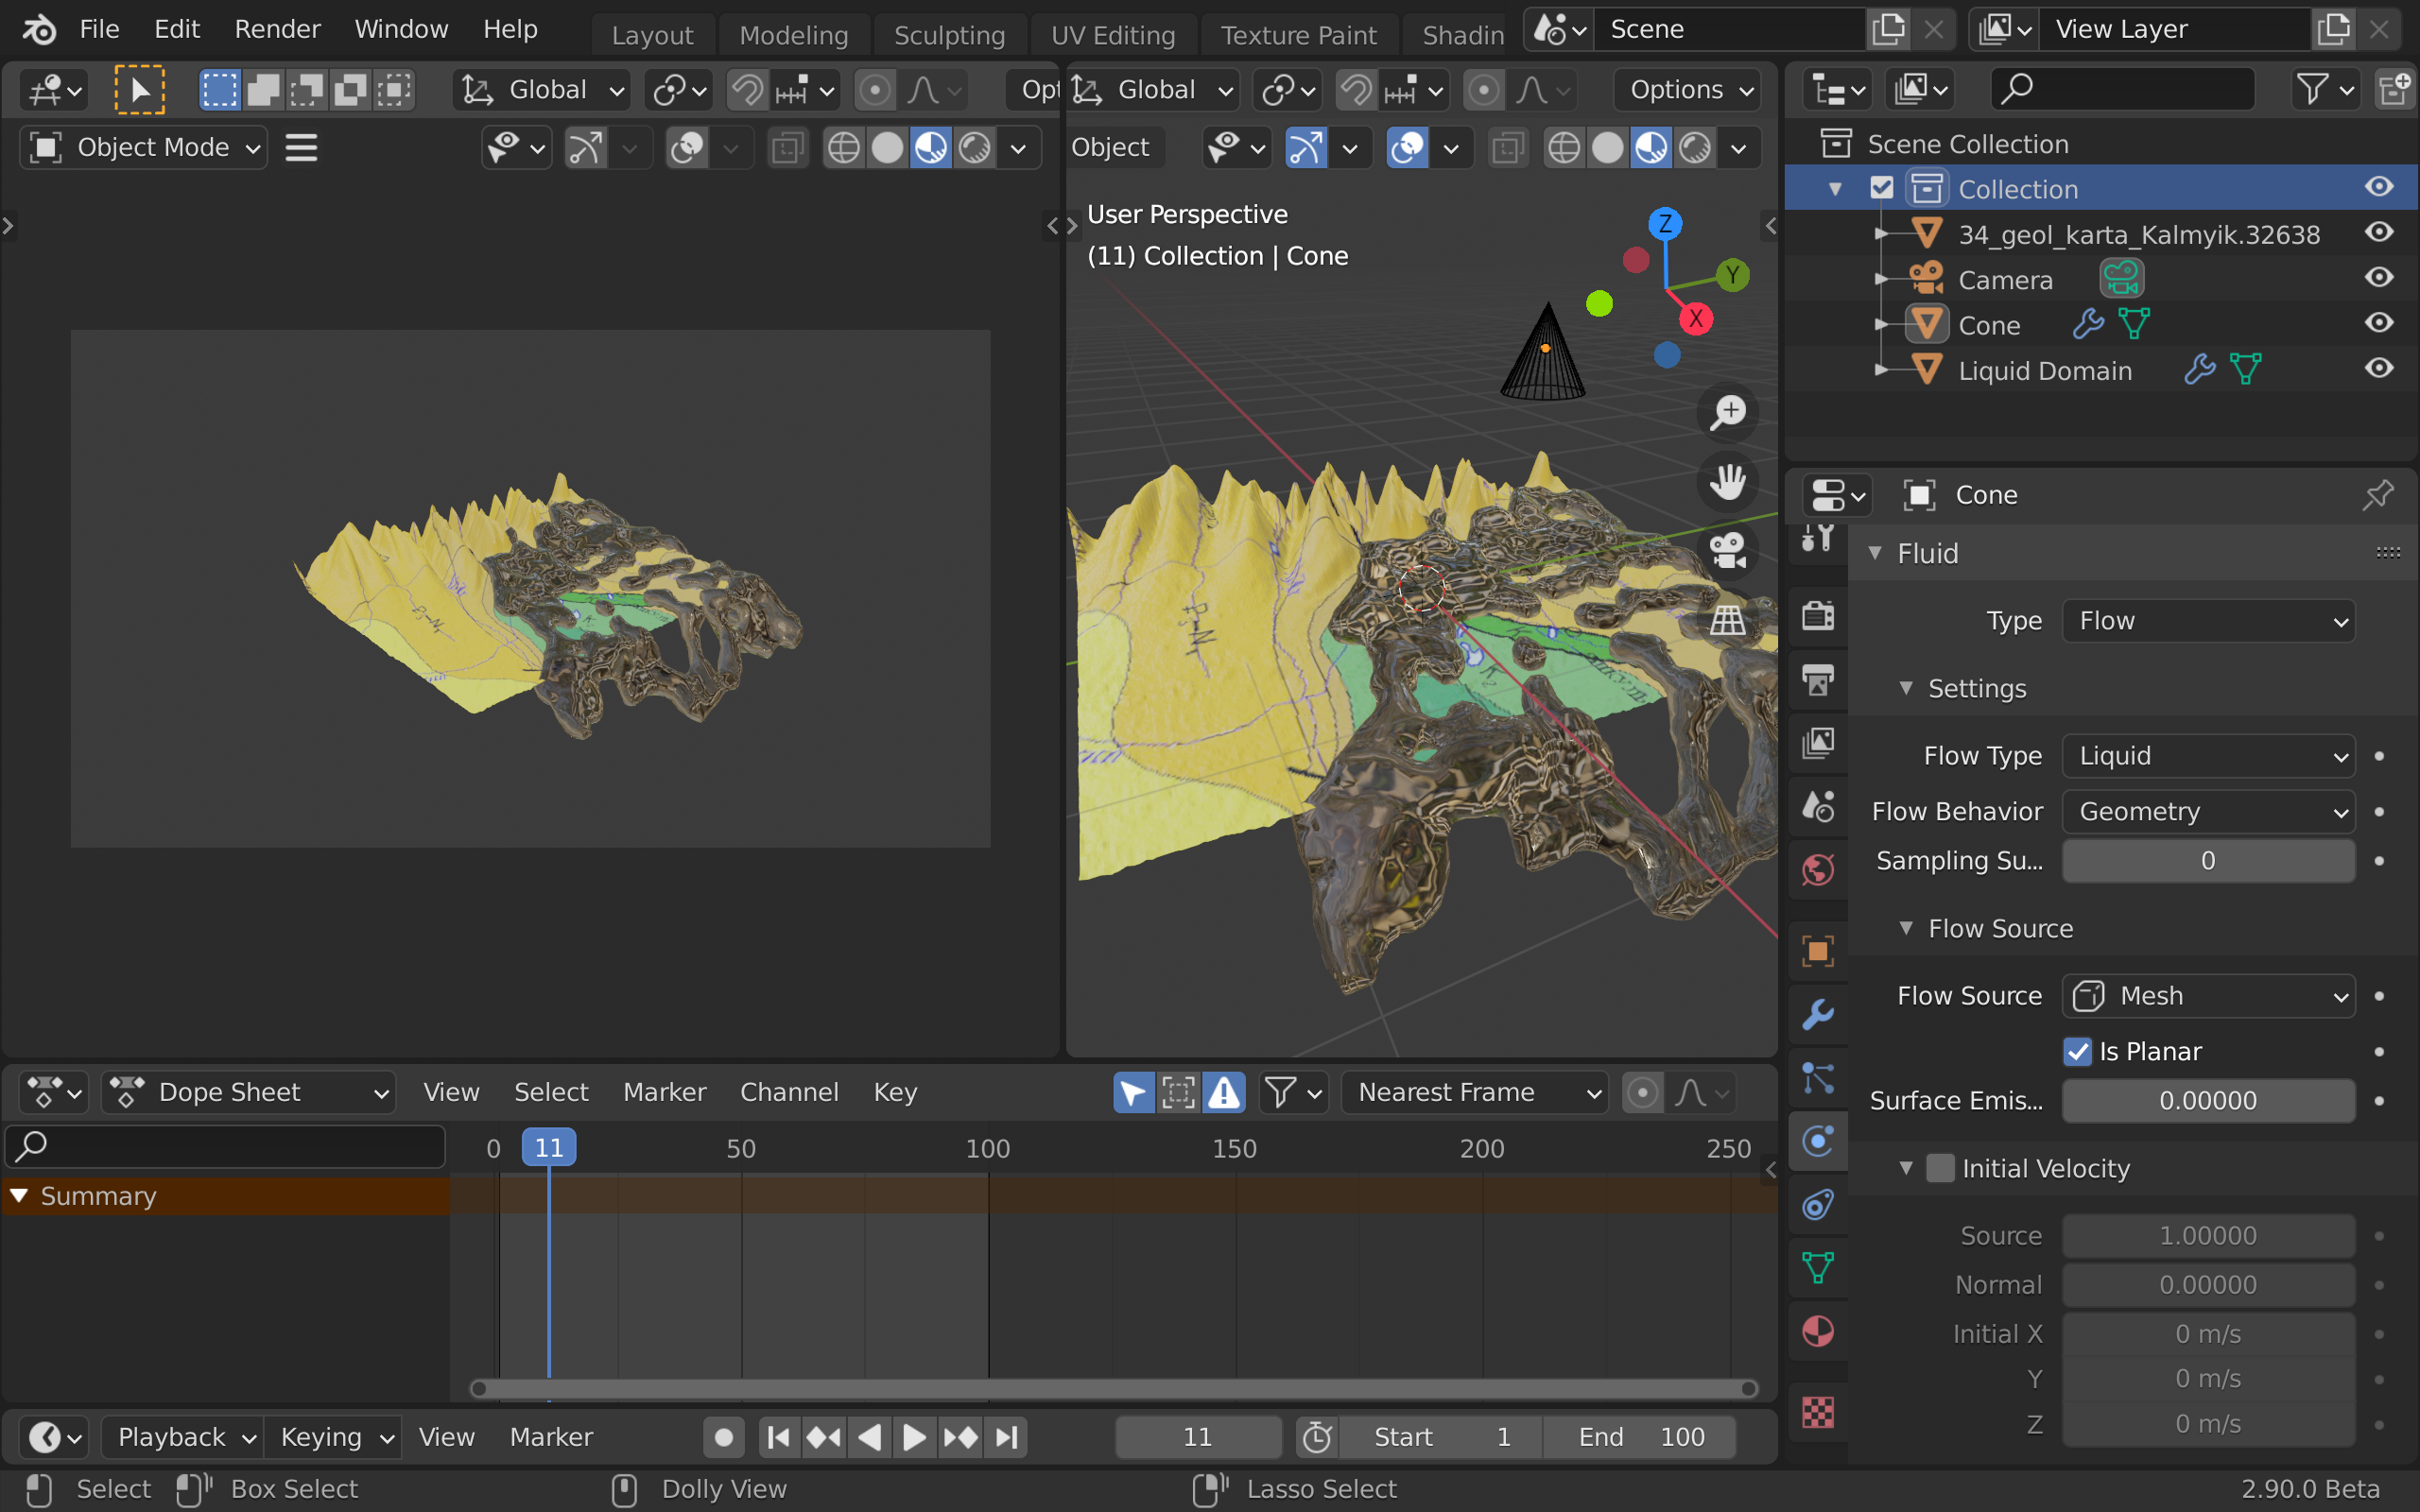 File Edit Render Window Help Layout Modeling Sculpting UV Editing Texture Paint Shadin Scene View Layer
Global Opt Global Options
Object Mode Object
User Perspective
(11) Collection | Cone
Z
Y
X
Scene Collection
Collection
34_geol_karta_Kalmyik.32638
Camera
Cone
Liquid Domain
Cone
Fluid
Type Flow
Settings
Flow Type Liquid
Flow Behavior Geometry
Sampling Su... 0
Flow Source
Flow Source Mesh
Is Planar
Surface Emis... 0.00000
Initial Velocity
Source 1.00000
Normal 0.00000
Initial X 0 m/s
Y 0 m/s
Z 0 m/s
Dope Sheet View Select Marker Channel Key Nearest Frame
0 11 50 100 150 200 250
Summary
Playback Keying View Marker 11 Start 1 End 100
Select Box Select Dolly View Lasso Select 2.90.0 Beta